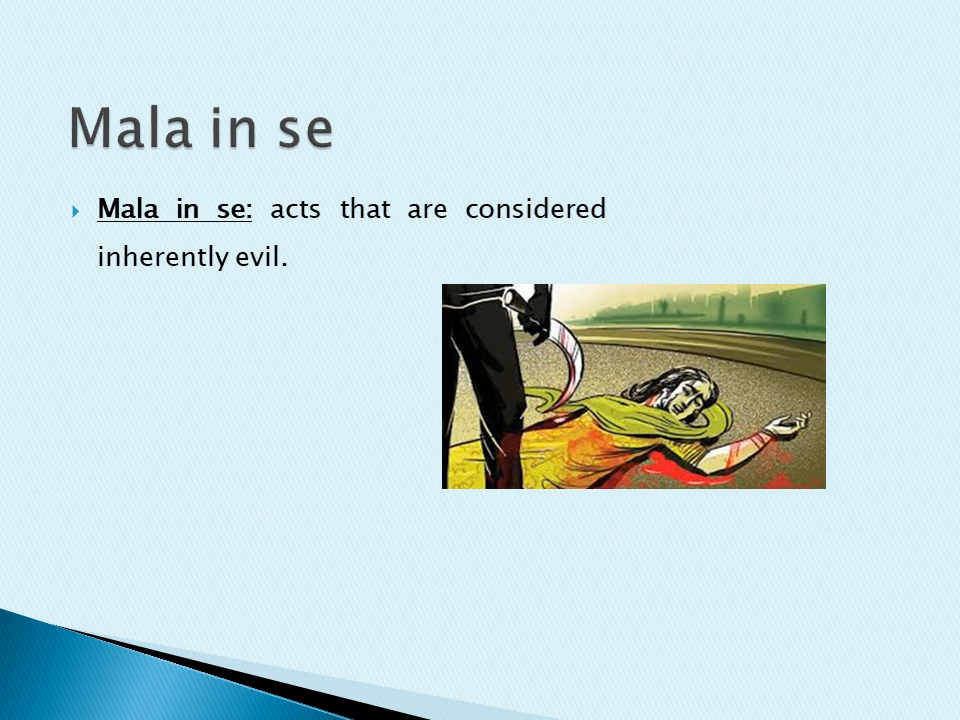 Mala in se
Mala in se: acts that are considered
inherently evil.